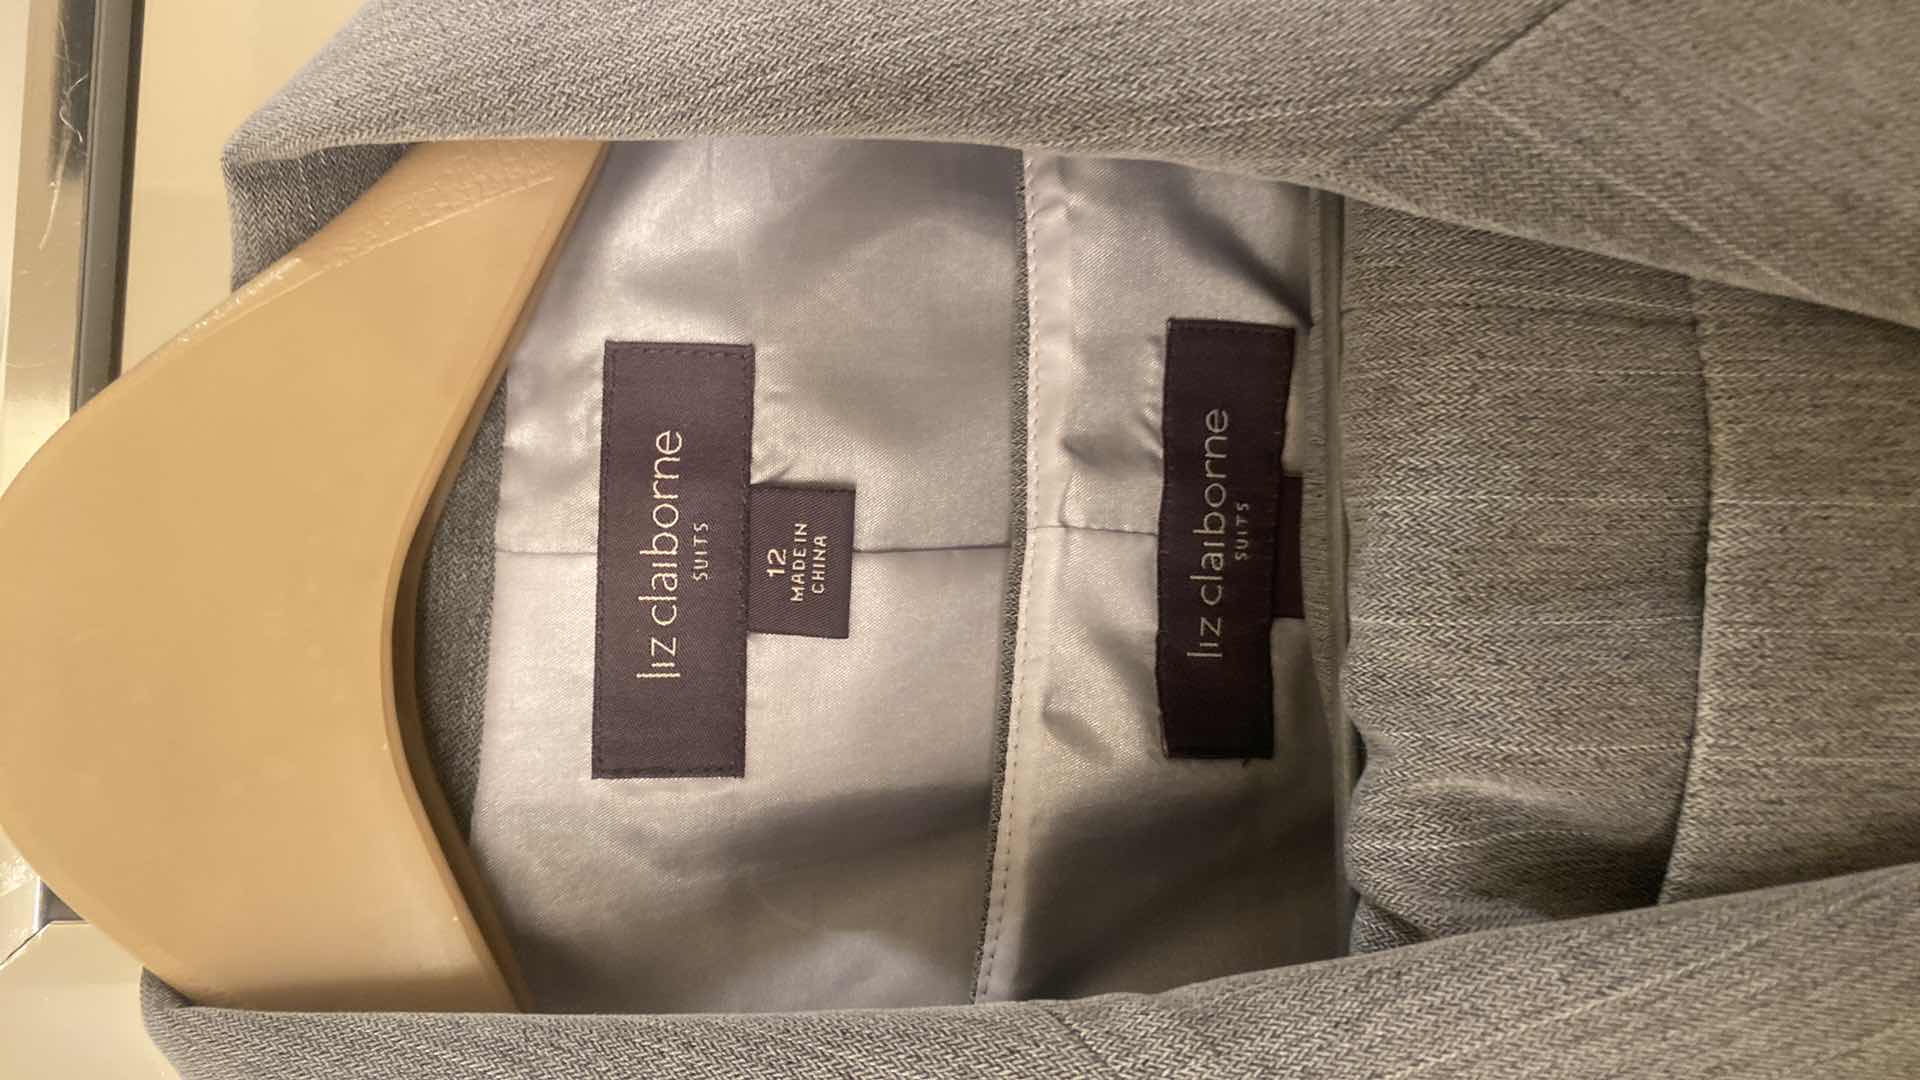 liz claiborne
SUITS
12
MADE IN
CHINA
liz claiborne
SUITS